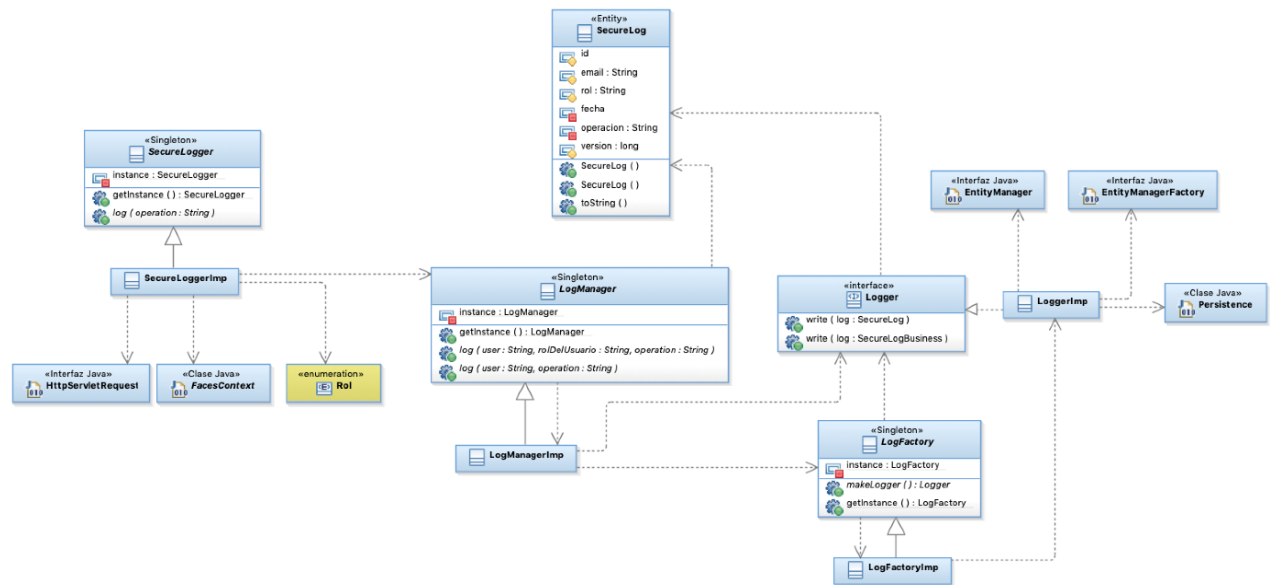 «Entity»
SecureLog
id
email : String
rol : String
fecha
operacion : String
version : long
SecureLog ( )
SecureLog ( )
toString ( )
«Singleton»
SecureLogger
instance : SecureLogger
getInstance ( ) : SecureLogger
log ( operation : String )
SecureLoggerImp
«Interfaz Java»
HttpServletRequest
«Clase Java»
FacesContext
«enumeration»
Rol
«Singleton»
LogManager
instance : LogManager
getInstance ( ) : LogManager
log ( user : String, rolDelUsuario : String, operation : String )
log ( user : String, operation : String )
LogManagerImp
«interface»
Logger
write ( log : SecureLog )
write ( log : SecureLogBusiness )
«Interfaz Java»
EntityManager
«Interfaz Java»
EntityManagerFactory
LoggerImp
«Clase Java»
Persistence
«Singleton»
LogFactory
instance : LogFactory
makeLogger ( ) : Logger
getInstance ( ) : LogFactory
LogFactoryImp